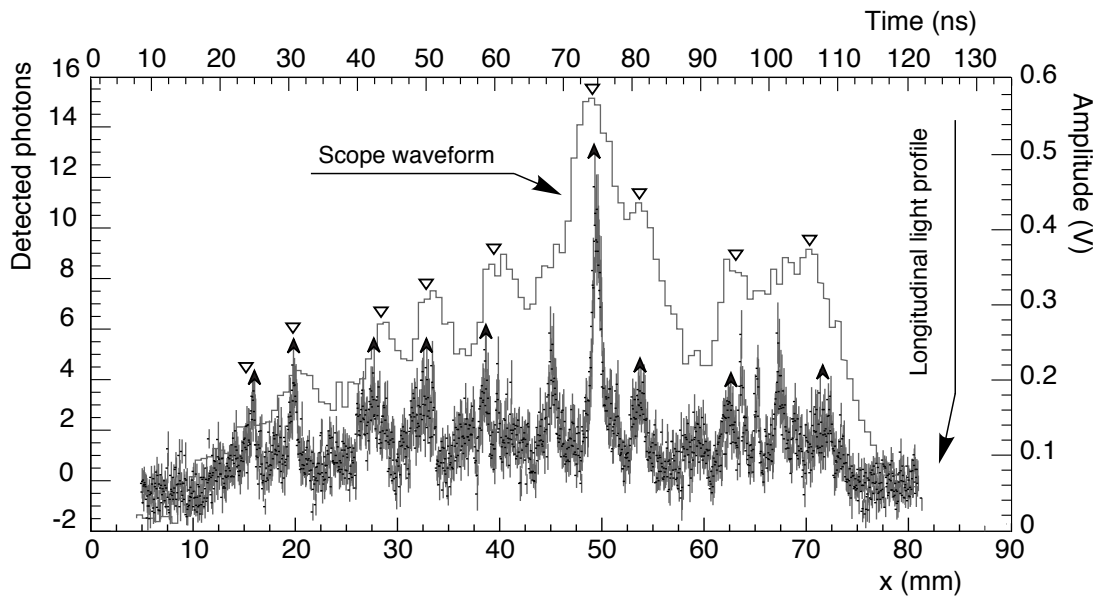 Time (ns)
0 10 20 30 40 50 60 70 80 90 100 110 120 130
Detected photons
16
14
12
10
8
6
4
2
0
-2
Scope waveform
Longitudinal light profile
0.6
0.5
0.4
0.3
0.2
0.1
0
Amplitude (V)
0 10 20 30 40 50 60 70 80 90
x (mm)